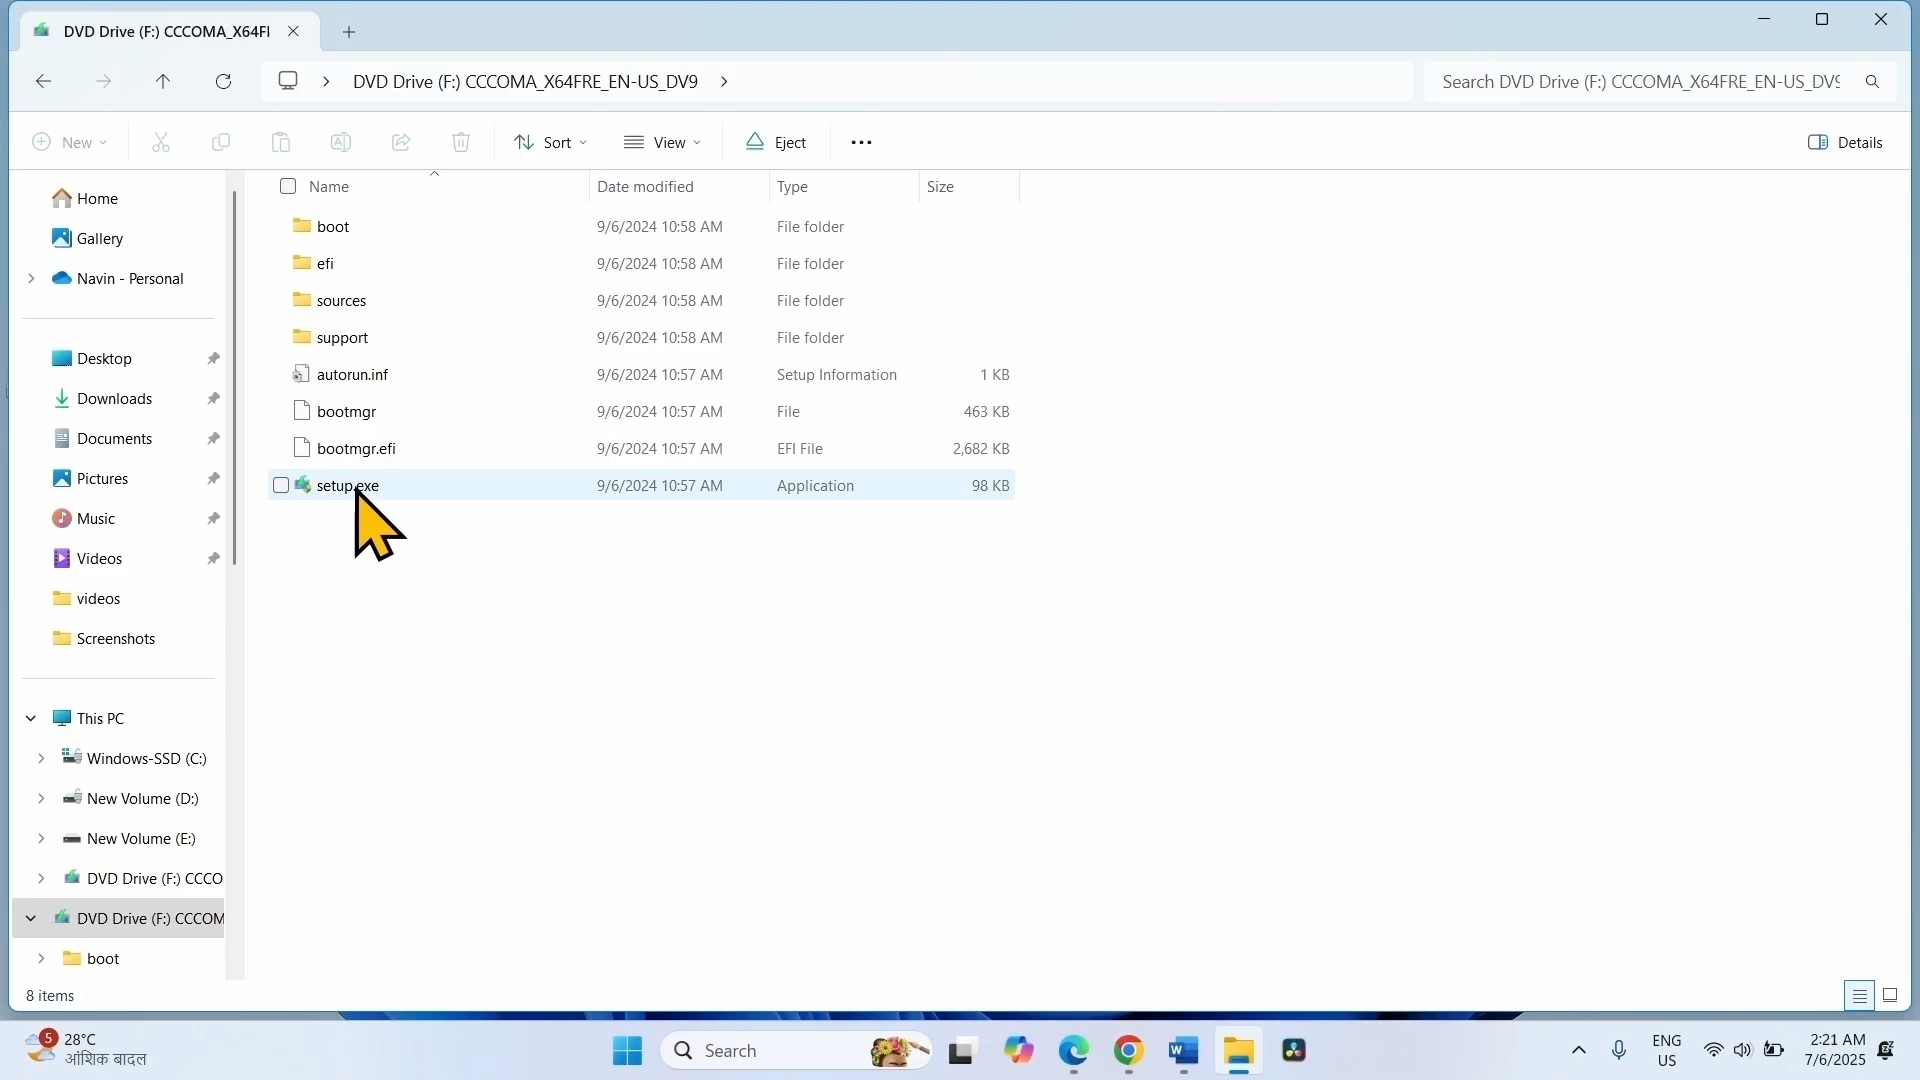 DVD Drive (F:) CCCOMA_X64FI
DVD Drive (F:) CCCOMA_X64FRE_EN-US_DV9
Search DVD Drive (F:) CCCOMA_X64FRE_EN-US_DV9
New
Sort
View
Eject
Details
Name Date modified Type Size
boot 9/6/2024 10:58 AM File folder
efi 9/6/2024 10:58 AM File folder
sources 9/6/2024 10:58 AM File folder
support 9/6/2024 10:58 AM File folder
autorun.inf 9/6/2024 10:57 AM Setup Information 1 KB
bootmgr 9/6/2024 10:57 AM File 463 KB
bootmgr.efi 9/6/2024 10:57 AM EFI File 2,682 KB
setup.exe 9/6/2024 10:57 AM Application 98 KB
Home
Gallery
Navin - Personal
Desktop
Downloads
Documents
Pictures
Music
Videos
videos
Screenshots
This PC
Windows-SSD (C:)
New Volume (D:)
New Volume (E:)
DVD Drive (F:) CCCO
DVD Drive (F:) CCCOM
boot
8 items
5
28°C
आंशिक बादल
Search
ENG
US
2:21 AM
7/6/2025